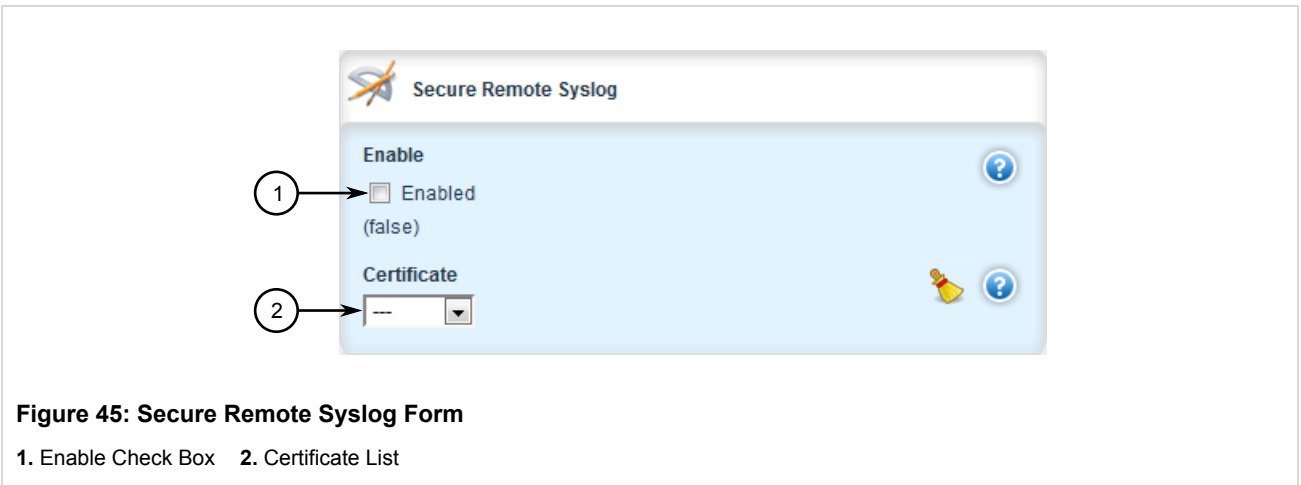 Secure Remote Syslog
Enable
1
Enabled
(false)
Certificate
2
---
Figure 45: Secure Remote Syslog Form
1. Enable Check Box 2. Certificate List